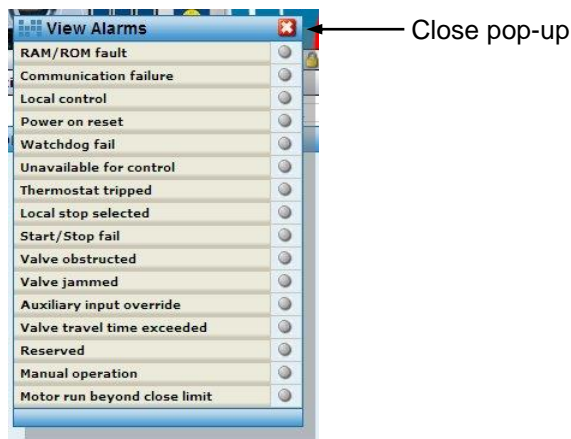 View Alarms
Close pop-up
RAM/ROM fault
Communication failure
Local control
Power on reset
Watchdog fail
Unavailable for control
Thermostat tripped
Local stop selected
Start/Stop fail
Valve obstructed
Valve jammed
Auxiliary input override
Valve travel time exceeded
Reserved
Manual operation
Motor run beyond close limit